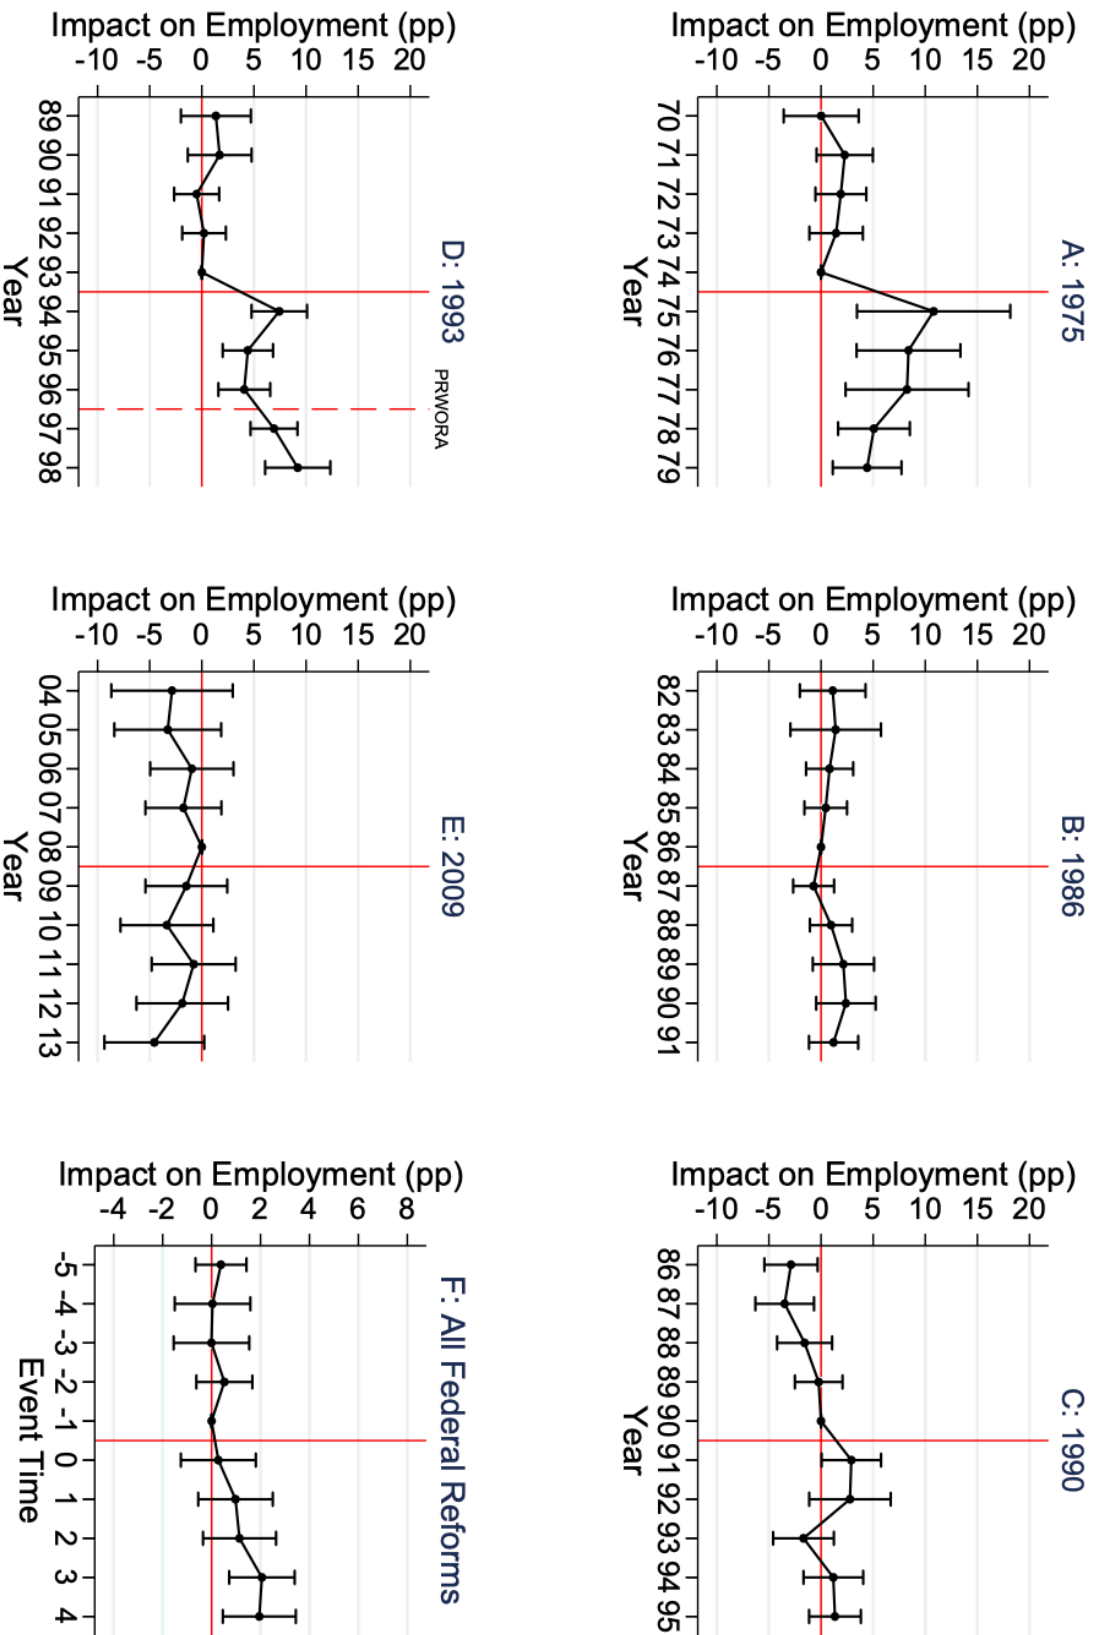 A: 1975
Impact on Employment (pp)
-10 -5 0 5 10 15 20
70 71 72 73 74 75 76 77 78 79
Year
B: 1986
Impact on Employment (pp)
-10 -5 0 5 10 15 20
82 83 84 85 86 87 88 89 90 91
Year
C: 1990
Impact on Employment (pp)
-10 -5 0 5 10 15 20
86 87 88 89 90 91 92 93 94 95
Year
D: 1993
PRWORA
Impact on Employment (pp)
-10 -5 0 5 10 15 20
89 90 91 92 93 94 95 96 97 98
Year
E: 2009
Impact on Employment (pp)
-10 -5 0 5 10 15 20
04 05 06 07 08 09 10 11 12 13
Year
F: All Federal Reforms
Impact on Employment (pp)
-4 -2 0 2 4 6 8
-5 -4 -3 -2 -1 0 1 2 3 4
Event Time